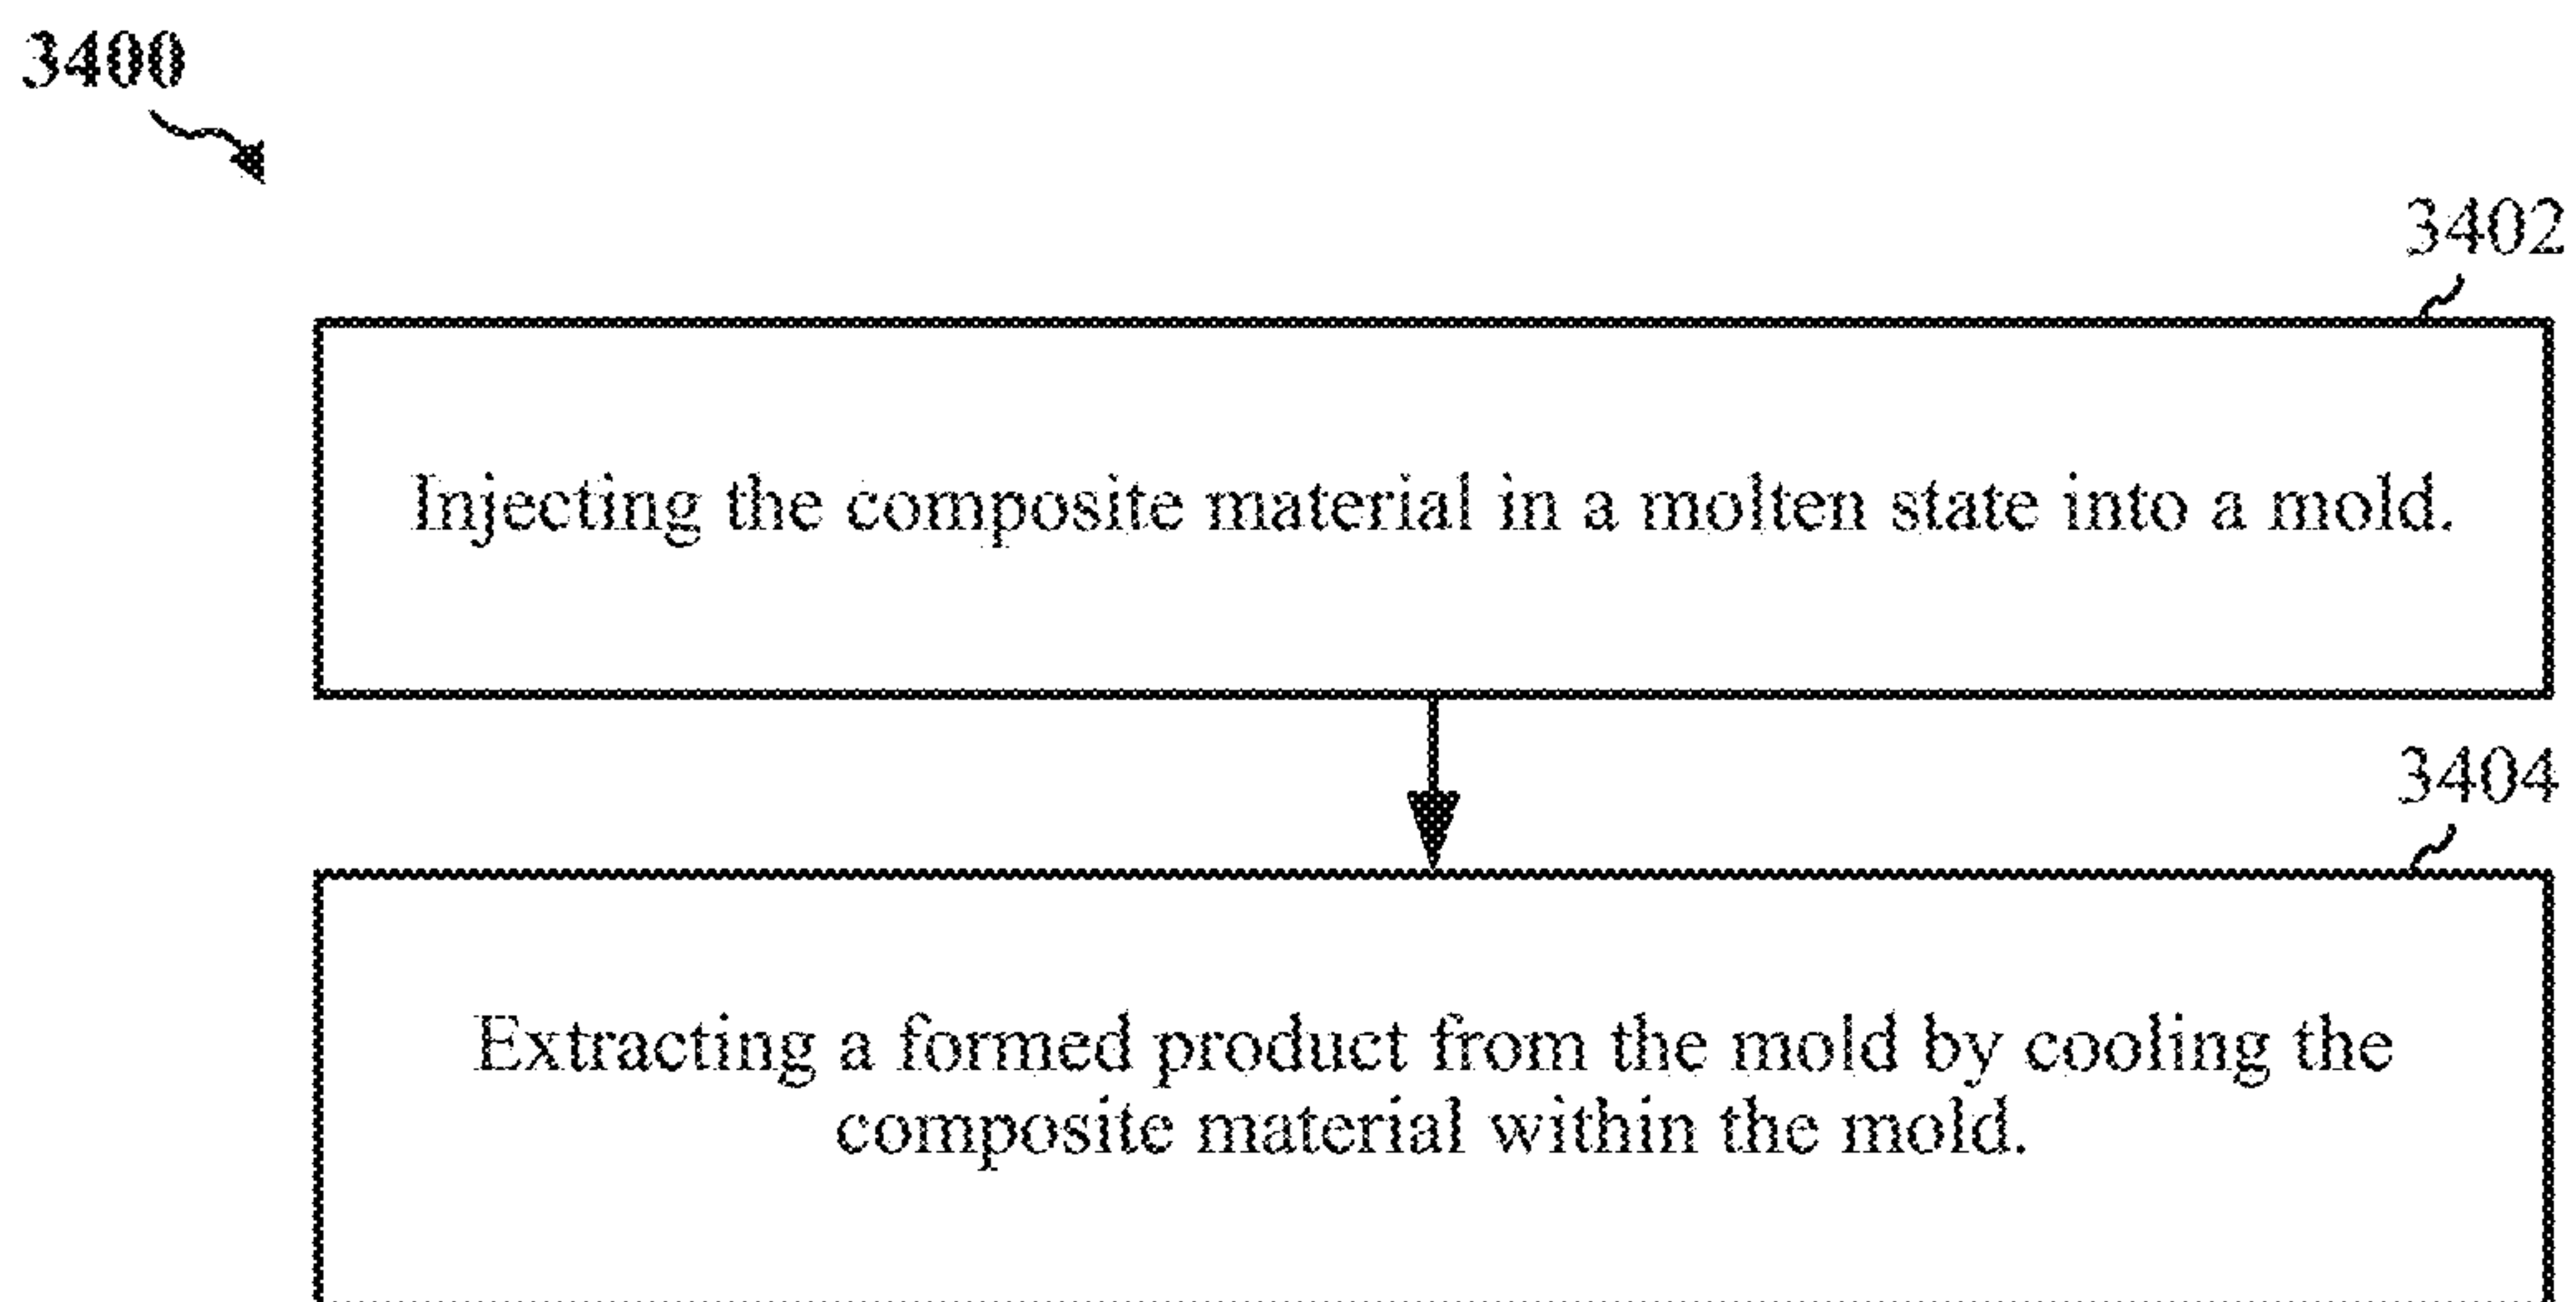 3400
3402
Injecting the composite material in a molten state into a mold.
3404
Extracting a formed product from the mold by cooling the
composite material within the mold.